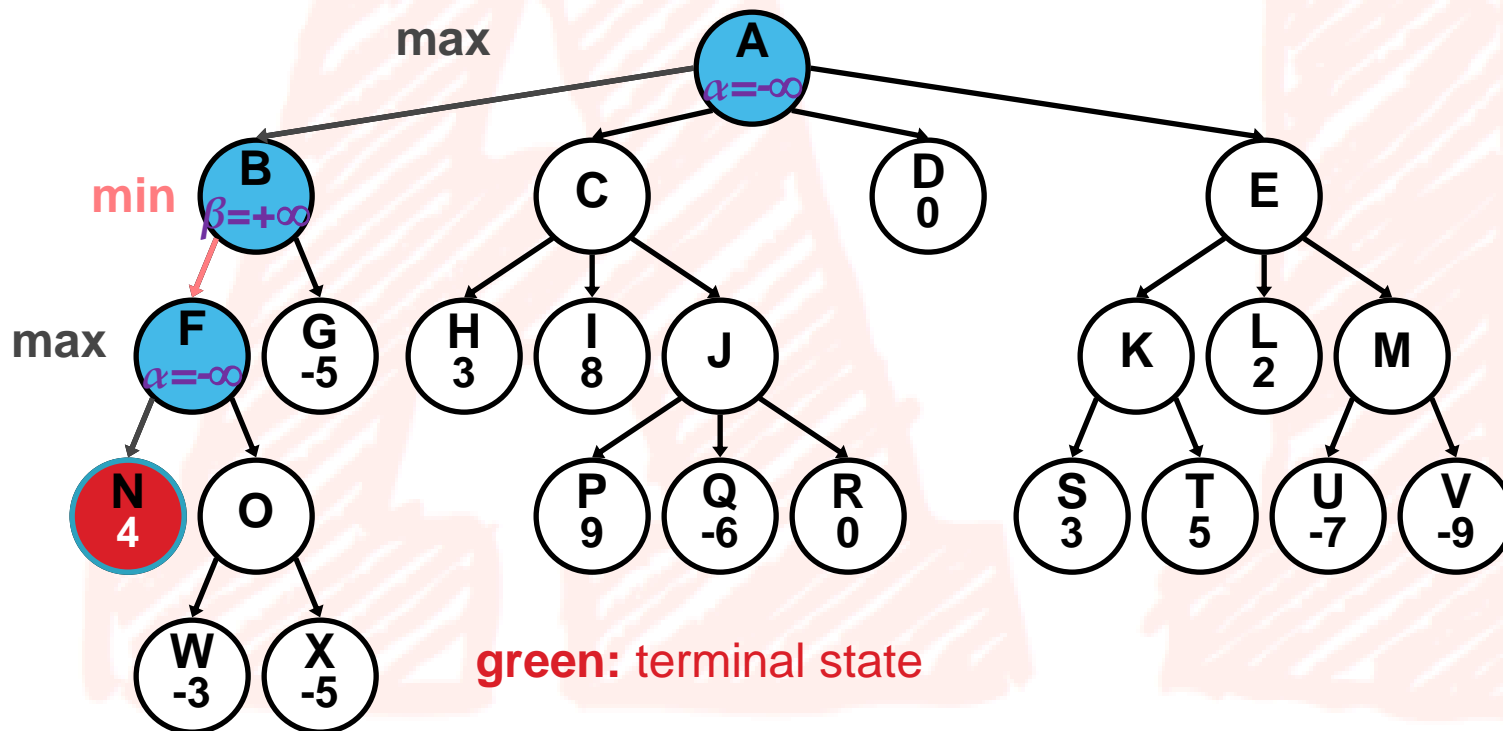 max
A
α=-∞
min
B
β=+∞
C
D
0
E
max
F
α=-∞
G
-5
H
3
I
8
J
K
L
2
M
N
4
O
P
9
Q
-6
R
0
S
3
T
5
U
-7
V
-9
W
-3
X
-5
green: terminal state